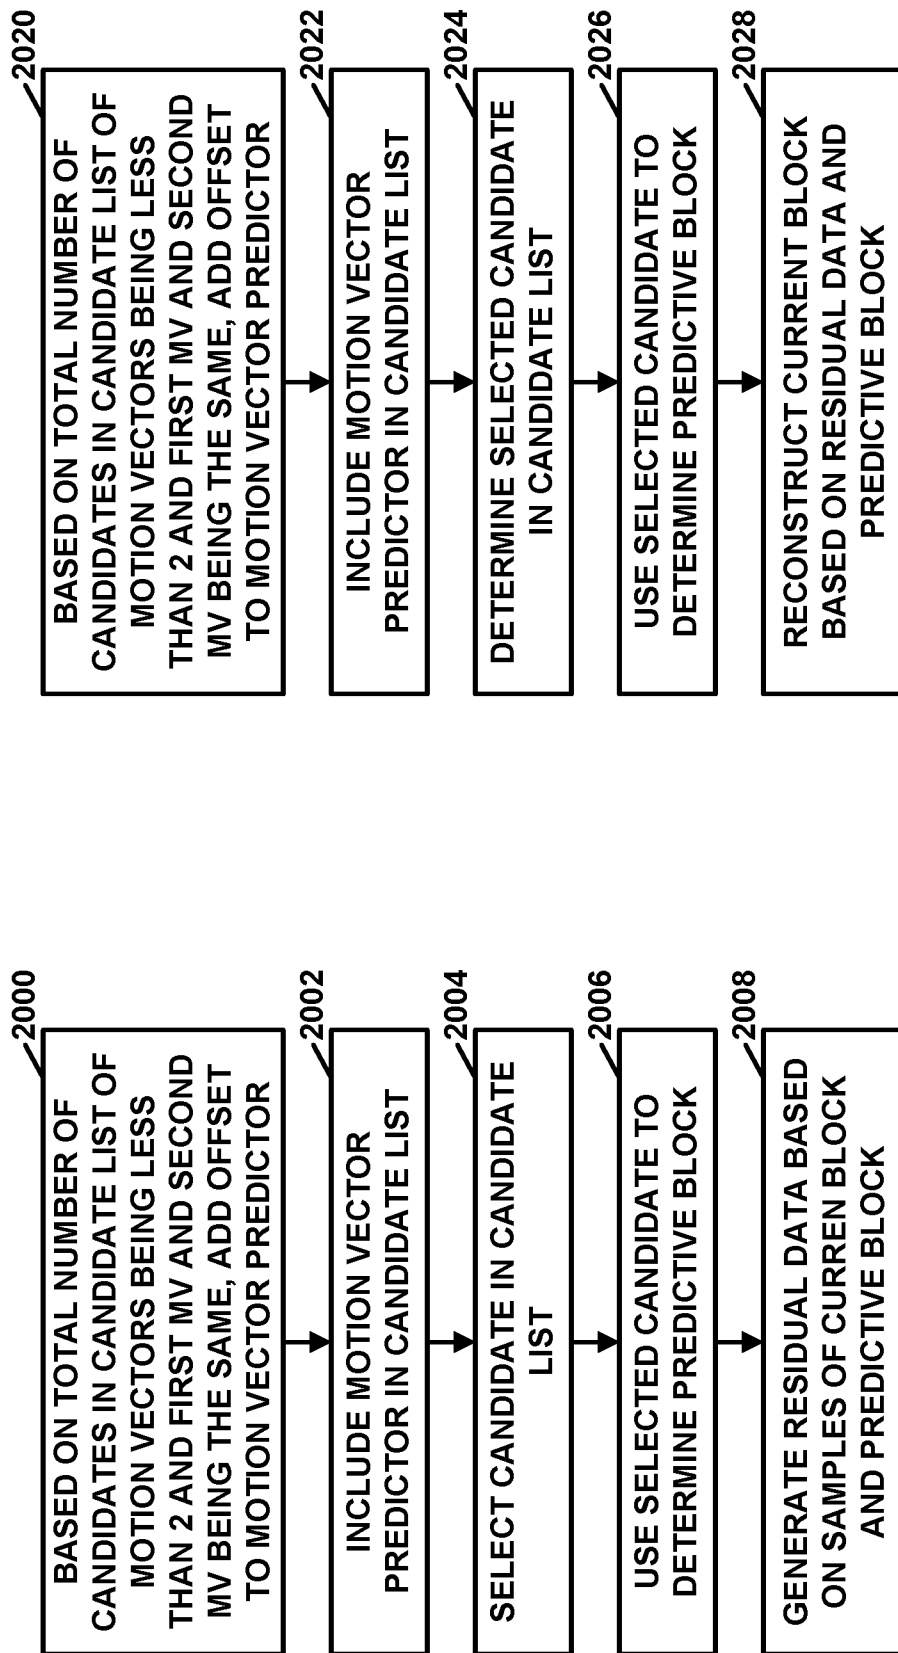 2000
BASED ON TOTAL NUMBER OF
CANDIDATES IN CANDIDATE LIST OF
MOTION VECTORS BEING LESS
THAN 2 AND FIRST MV AND SECOND
MV BEING THE SAME, ADD OFFSET
TO MOTION VECTOR PREDICTOR
2002
INCLUDE MOTION VECTOR
PREDICTOR IN CANDIDATE LIST
2004
SELECT CANDIDATE IN CANDIDATE
LIST
2006
USE SELECTED CANDIDATE TO
DETERMINE PREDICTIVE BLOCK
2008
GENERATE RESIDUAL DATA BASED
ON SAMPLES OF CURREN BLOCK
AND PREDICTIVE BLOCK
2020
BASED ON TOTAL NUMBER OF
CANDIDATES IN CANDIDATE LIST OF
MOTION VECTORS BEING LESS
THAN 2 AND FIRST MV AND SECOND
MV BEING THE SAME, ADD OFFSET
TO MOTION VECTOR PREDICTOR
2022
INCLUDE MOTION VECTOR
PREDICTOR IN CANDIDATE LIST
2024
DETERMINE SELECTED CANDIDATE
IN CANDIDATE LIST
2026
USE SELECTED CANDIDATE TO
DETERMINE PREDICTIVE BLOCK
2028
RECONSTRUCT CURRENT BLOCK
BASED ON RESIDUAL DATA AND
PREDICTIVE BLOCK